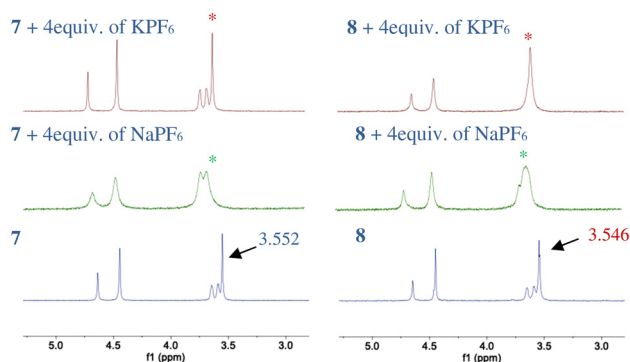 7 + 4equiv. of KPF6
*
7 + 4equiv. of NaPF6
*
7
3.552
5.0 4.5 4.0 3.5 3.0
f1 (ppm)
8 + 4equiv. of KPF6
*
8 + 4equiv. of NaPF6
*
8
3.546
5.0 4.5 4.0 3.5 3.0
f1 (ppm)